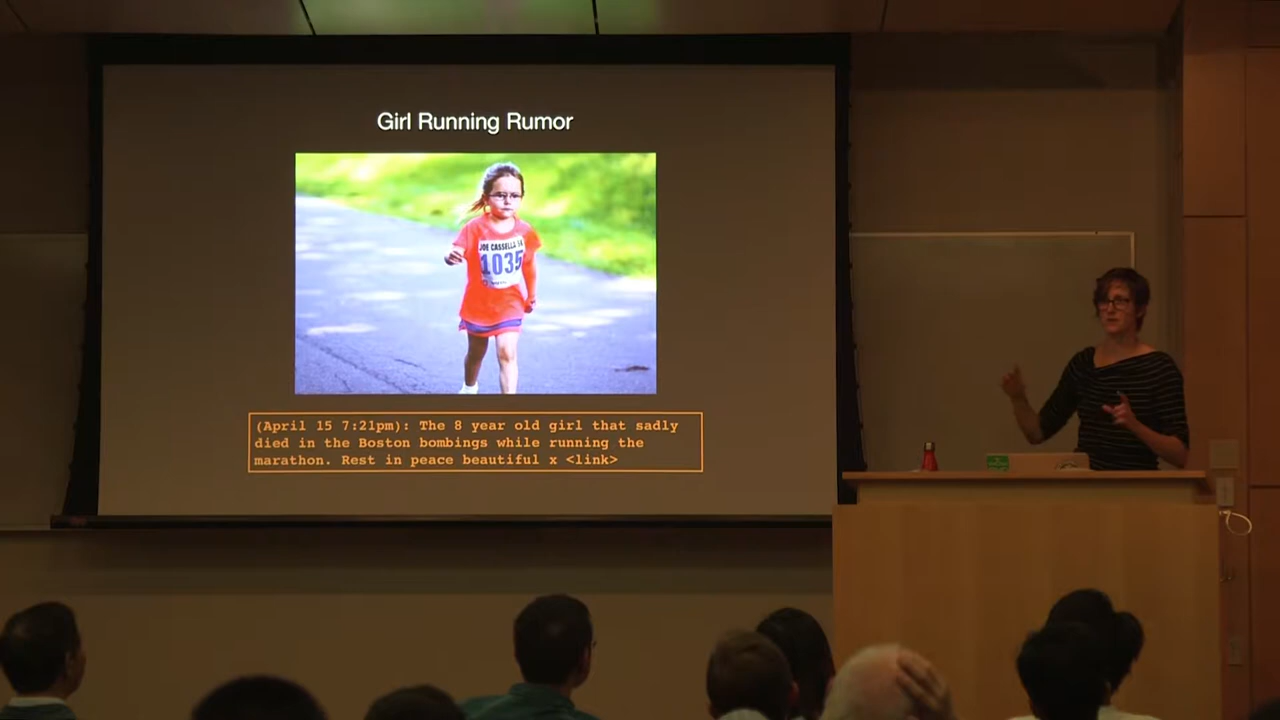 Girl Running Rumor
JOE CASSELLA 5K
1035
(April 15 7:21pm): The 8 year old girl that sadly
died in the Boston bombings while running the
marathon. Rest in peace beautiful x <link>